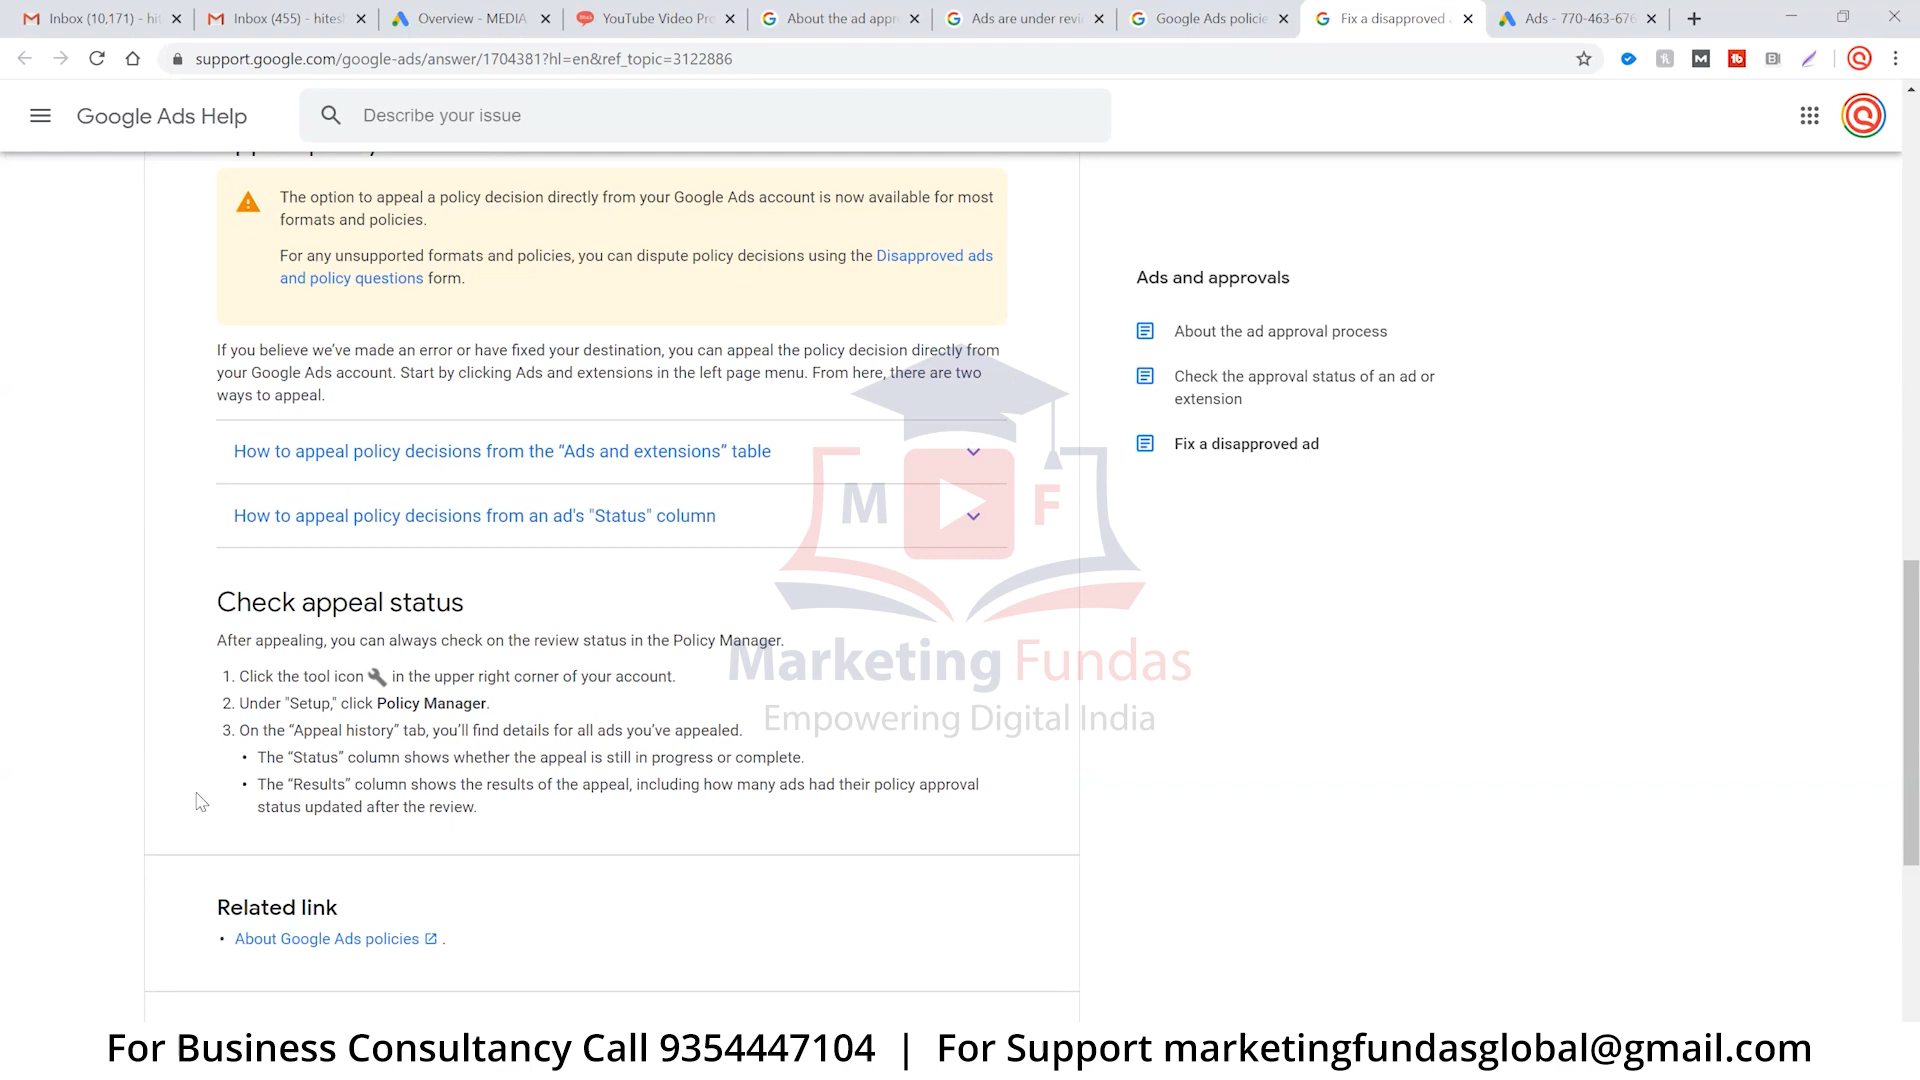 Inbox (10,171) - hit
Inbox (455) - hites
Overview - MEDIA
YouTube Video Pr
About the ad appr
Ads are under revi
Google Ads policie
Fix a disapproved
Ads - 770-463-676
support.google.com/google-ads/answer/1704381?hl=en&ref_topic=3122886
Google Ads Help
Describe your issue
The option to appeal a policy decision directly from your Google Ads account is now available for most
formats and policies.
For any unsupported formats and policies, you can dispute policy decisions using the Disapproved ads
and policy questions form.
If you believe we've made an error or have fixed your destination, you can appeal the policy decision directly from
your Google Ads account. Start by clicking Ads and extensions in the left page menu. From here, there are two
ways to appeal.
How to appeal policy decisions from the “Ads and extensions” table
How to appeal policy decisions from an ad's "Status" column
Check appeal status
After appealing, you can always check on the review status in the Policy Manager.
1. Click the tool icon in the upper right corner of your account.
2. Under "Setup," click Policy Manager.
3. On the “Appeal history” tab, you’ll find details for all ads you’ve appealed.
• The “Status” column shows whether the appeal is still in progress or complete.
• The “Results” column shows the results of the appeal, including how many ads had their policy approval
status updated after the review.
Related link
• About Google Ads policies .
Ads and approvals
About the ad approval process
Check the approval status of an ad or
extension
Fix a disapproved ad
M F
Marketing Fundas
Empowering Digital India
For Business Consultancy Call 9354447104 | For Support marketingfundasglobal@gmail.com